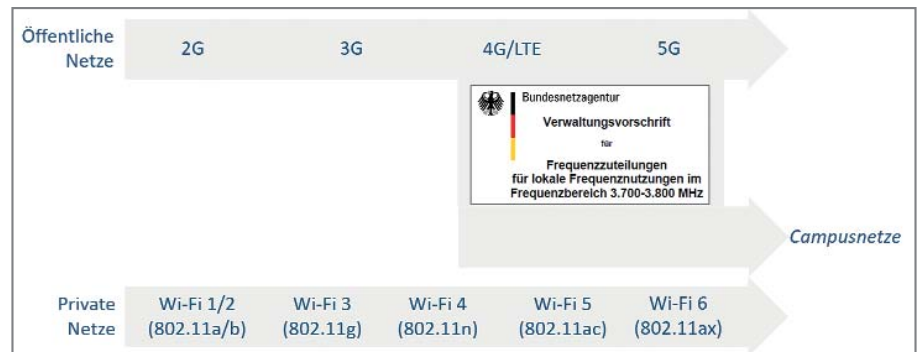 Öffentliche
Netze
2G 3G 4G/LTE 5G
Bundesnetzagentur
Verwaltungsvorschrift
für
Frequenzzuteilungen
für lokale Frequenznutzungen im
Frequenzbereich 3.700-3.800 MHz
Campusnetze
Private
Netze
Wi-Fi 1/2
(802.11a/b)
Wi-Fi 3
(802.11g)
Wi-Fi 4
(802.11n)
Wi-Fi 5
(802.11ac)
Wi-Fi 6
(802.11ax)